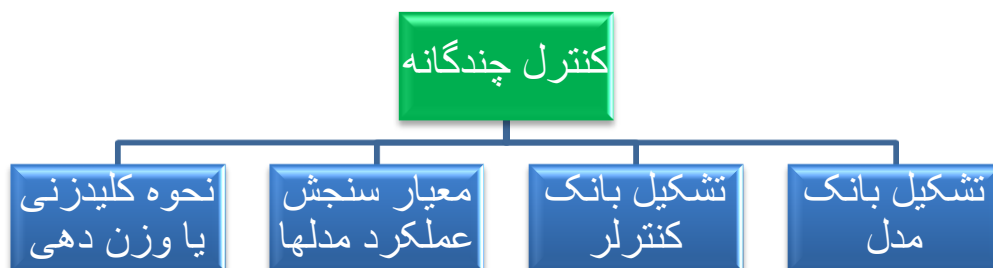 کنترل چندگانه
تشکیل بانک
مدل
تشکیل بانک
کنترلر
معیار سنجش
عملکرد مدلها
نحوه کلیدزنی
یا وزن دهی